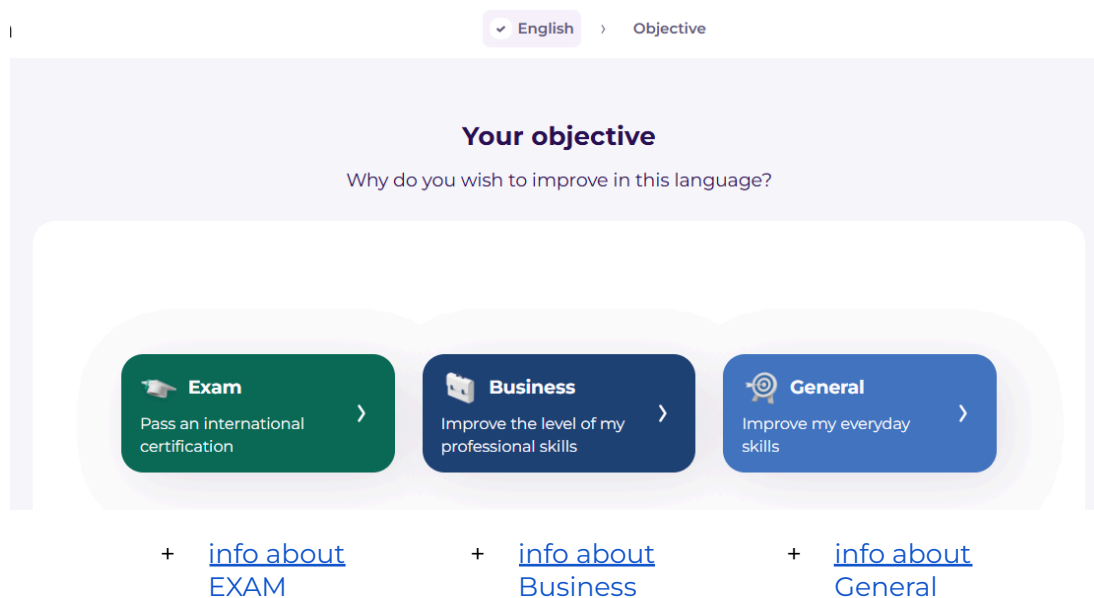 English › Objective
Your objective
Why do you wish to improve in this language?
Exam
Pass an international
certification
Business
Improve the level of my
professional skills
General
Improve my everyday
skills
+ info about
EXAM
+ info about
Business
+ info about
General